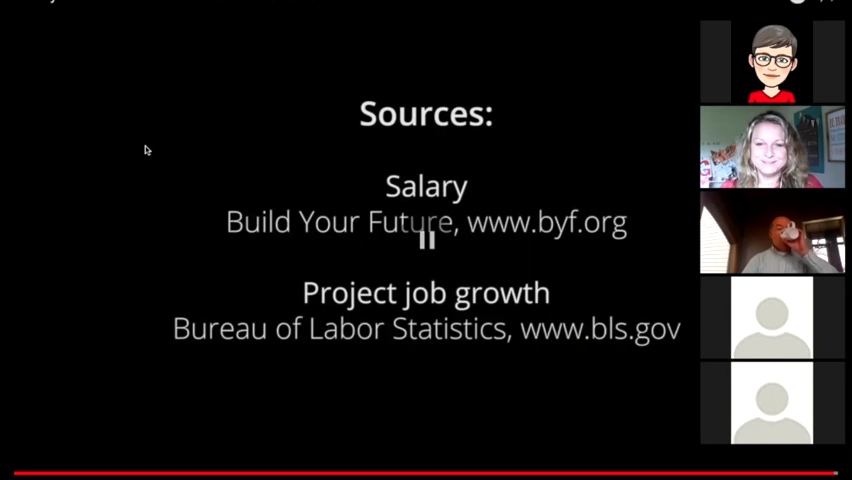 Sources:
Salary
Build Your Future, www.byf.org
Project job growth
Bureau of Labor Statistics, www.bls.gov